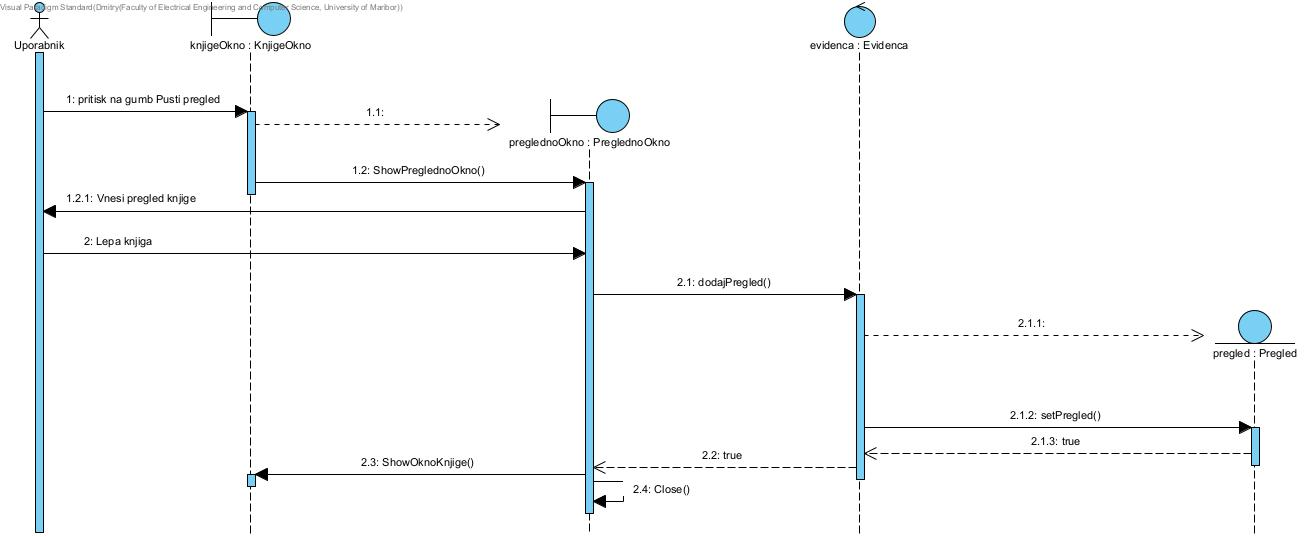 Visual Paradigm Standard(Dmitry(Faculty of Electrical Engineering and Computer Science, University of Maribor))
Uporabnik
knjigeOkno : KnjigeOkno
evidenca : Evidenca
1: pritisk na gumb Pusti pregled
1.1:
preglednoOkno : PreglednoOkno
1.2: ShowPreglednoOkno()
1.2.1: Vnesi pregled knjige
2: Lepa knjiga
2.1: dodajPregled()
2.1.1:
pregled : Pregled
2.1.2: setPregled()
2.1.3: true
2.2: true
2.3: ShowOknoKnjige()
2.4: Close()